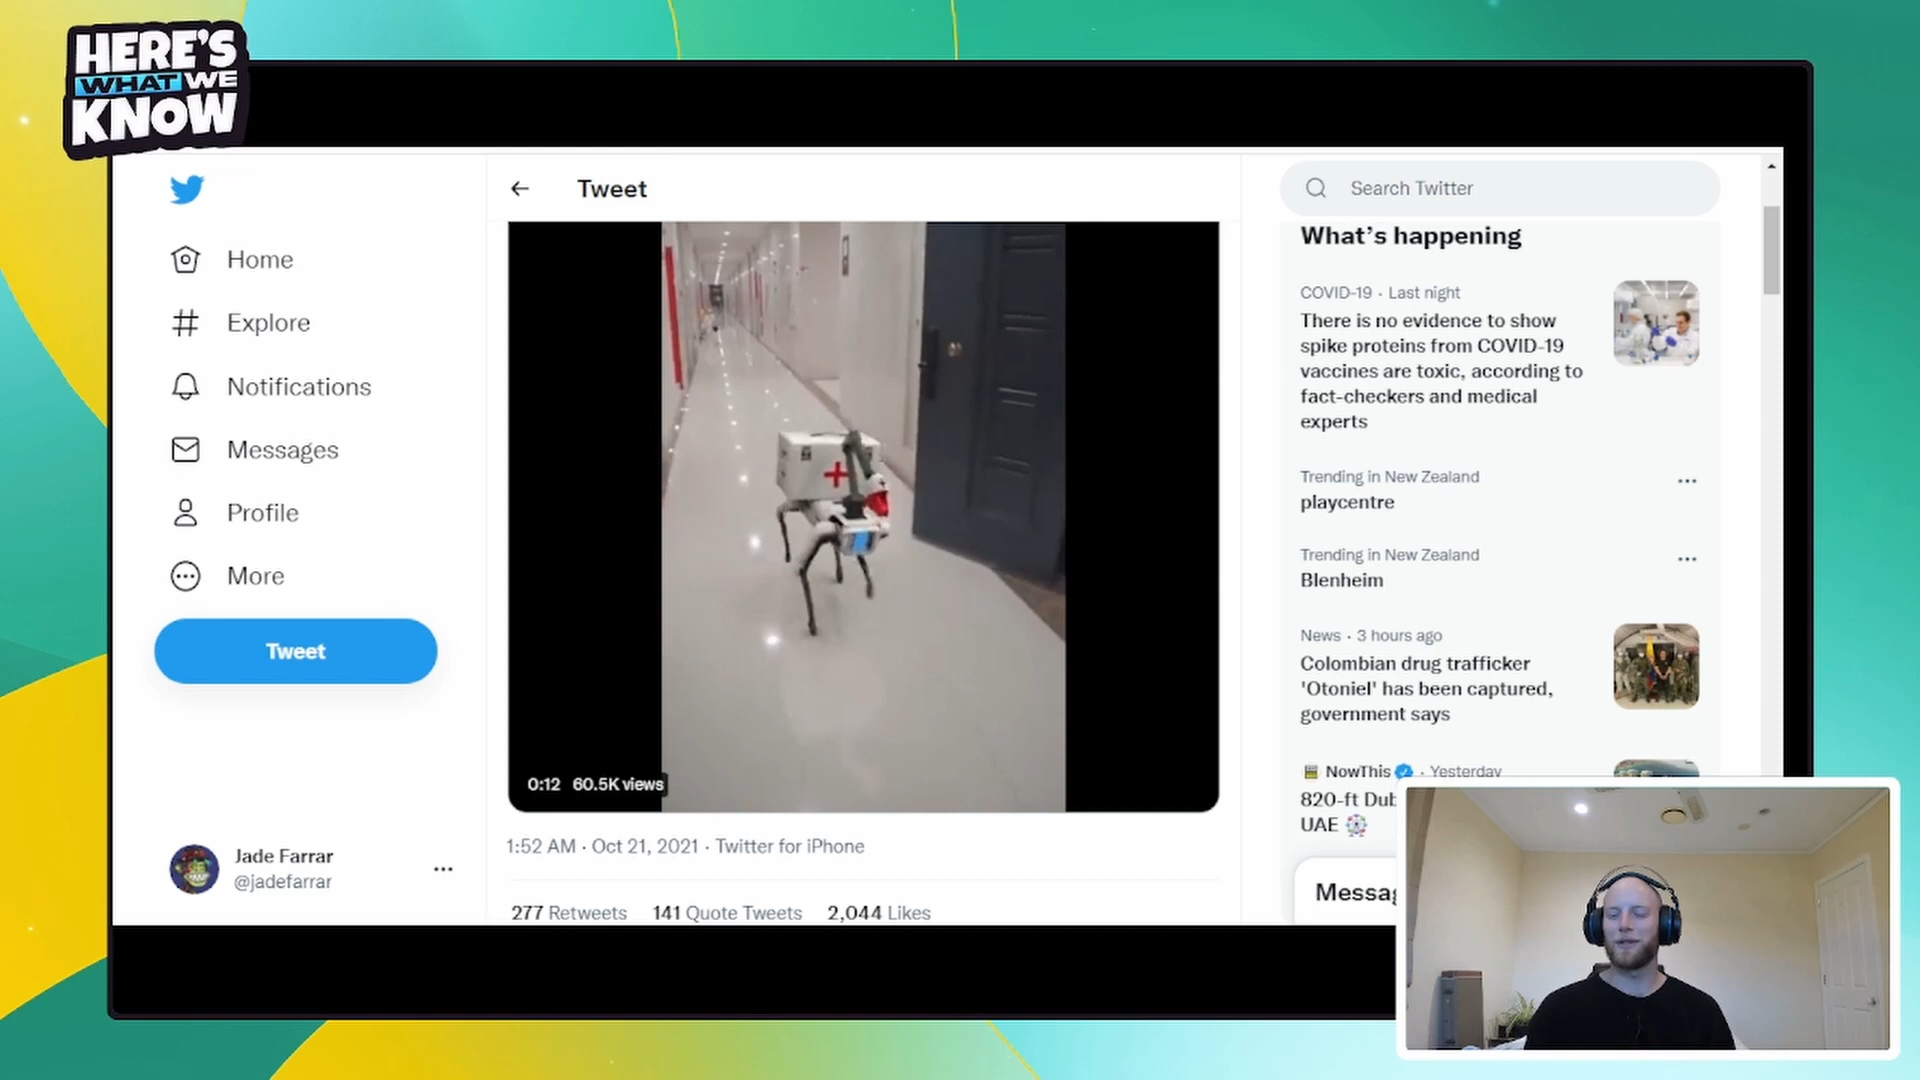 HERE'S
WHAT WE
KNOW
Home
Explore
Notifications
Messages
Profile
More
Tweet
Jade Farrar
@jadefarrar
Tweet
0:12 60.5K views
1:52 AM · Oct 21, 2021 · Twitter for iPhone
277 Retweets 141 Quote Tweets 2,044 Likes
Search Twitter
What's happening
COVID-19 · Last night
There is no evidence to show
spike proteins from COVID-19
vaccines are toxic, according to
fact-checkers and medical
experts
Trending in New Zealand
playcentre
Trending in New Zealand
Blenheim
News · 3 hours ago
Colombian drug trafficker
'Otoniel' has been captured,
government says
NowThis · Yesterday
820-ft Dub
UAE
Messag